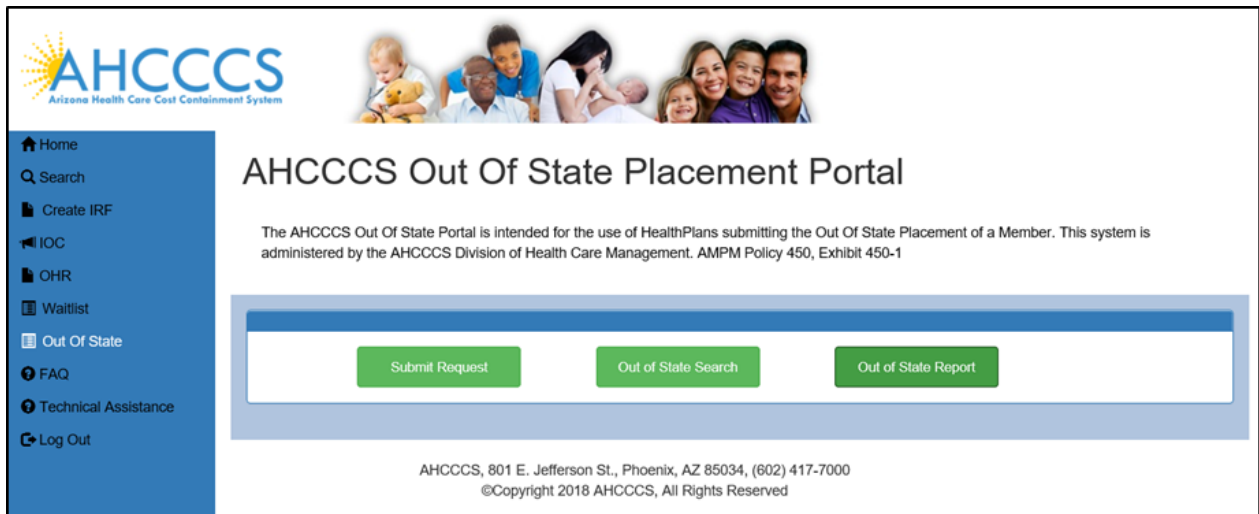 AHCCCS
Arizona Health Care Cost Containment System
Home
Search
Create IRF
IOC
OHR
Waitlist
Out Of State
FAQ
Technical Assistance
Log Out
AHCCCS Out Of State Placement Portal
The AHCCCS Out Of State Portal is intended for the use of HealthPlans submitting the Out Of State Placement of a Member. This system is
administered by the AHCCCS Division of Health Care Management. AMPM Policy 450, Exhibit 450-1
Submit Request
Out of State Search
Out of State Report
AHCCCS, 801 E. Jefferson St., Phoenix, AZ 85034, (602) 417-7000
©Copyright 2018 AHCCCS, All Rights Reserved